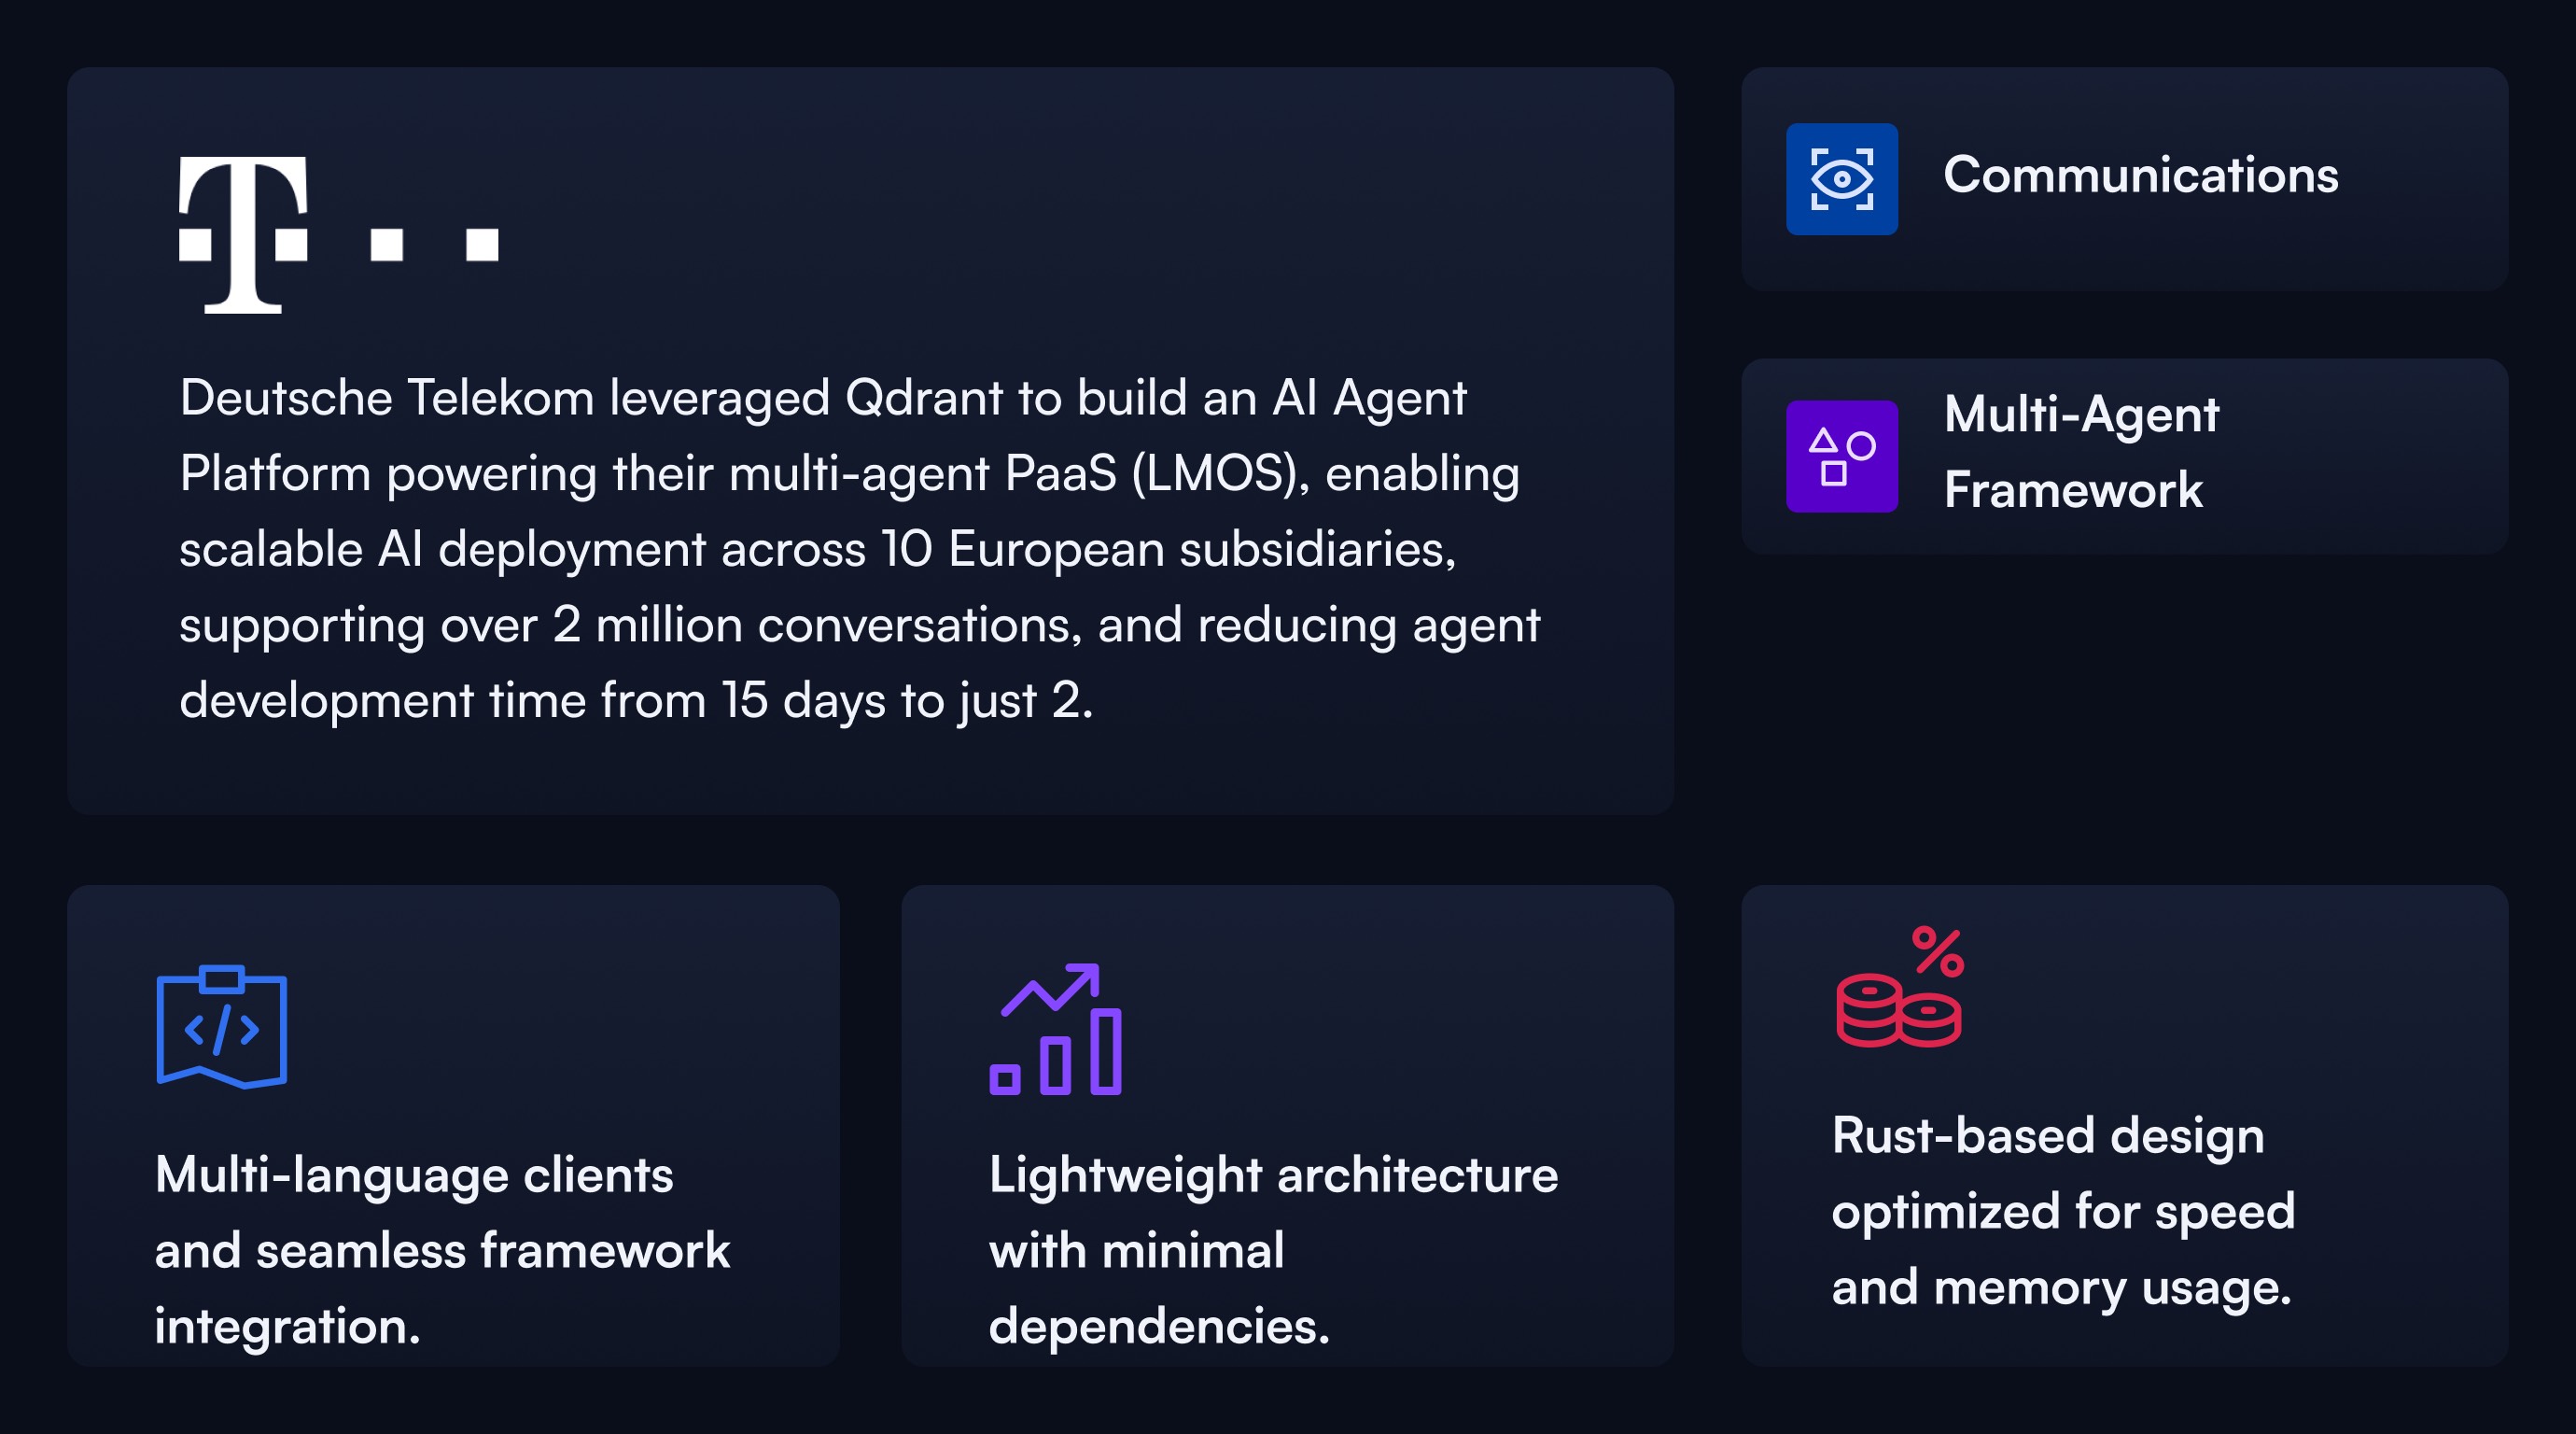 T
Deutsche Telekom leveraged Qdrant to build an AI Agent
Platform powering their multi-agent PaaS (LMOS), enabling
scalable AI deployment across 10 European subsidiaries,
supporting over 2 million conversations, and reducing agent
development time from 15 days to just 2.
Communications
Multi-Agent
Framework
Multi-language clients
and seamless framework
integration.
Lightweight architecture
with minimal
dependencies.
Rust-based design
optimized for speed
and memory usage.